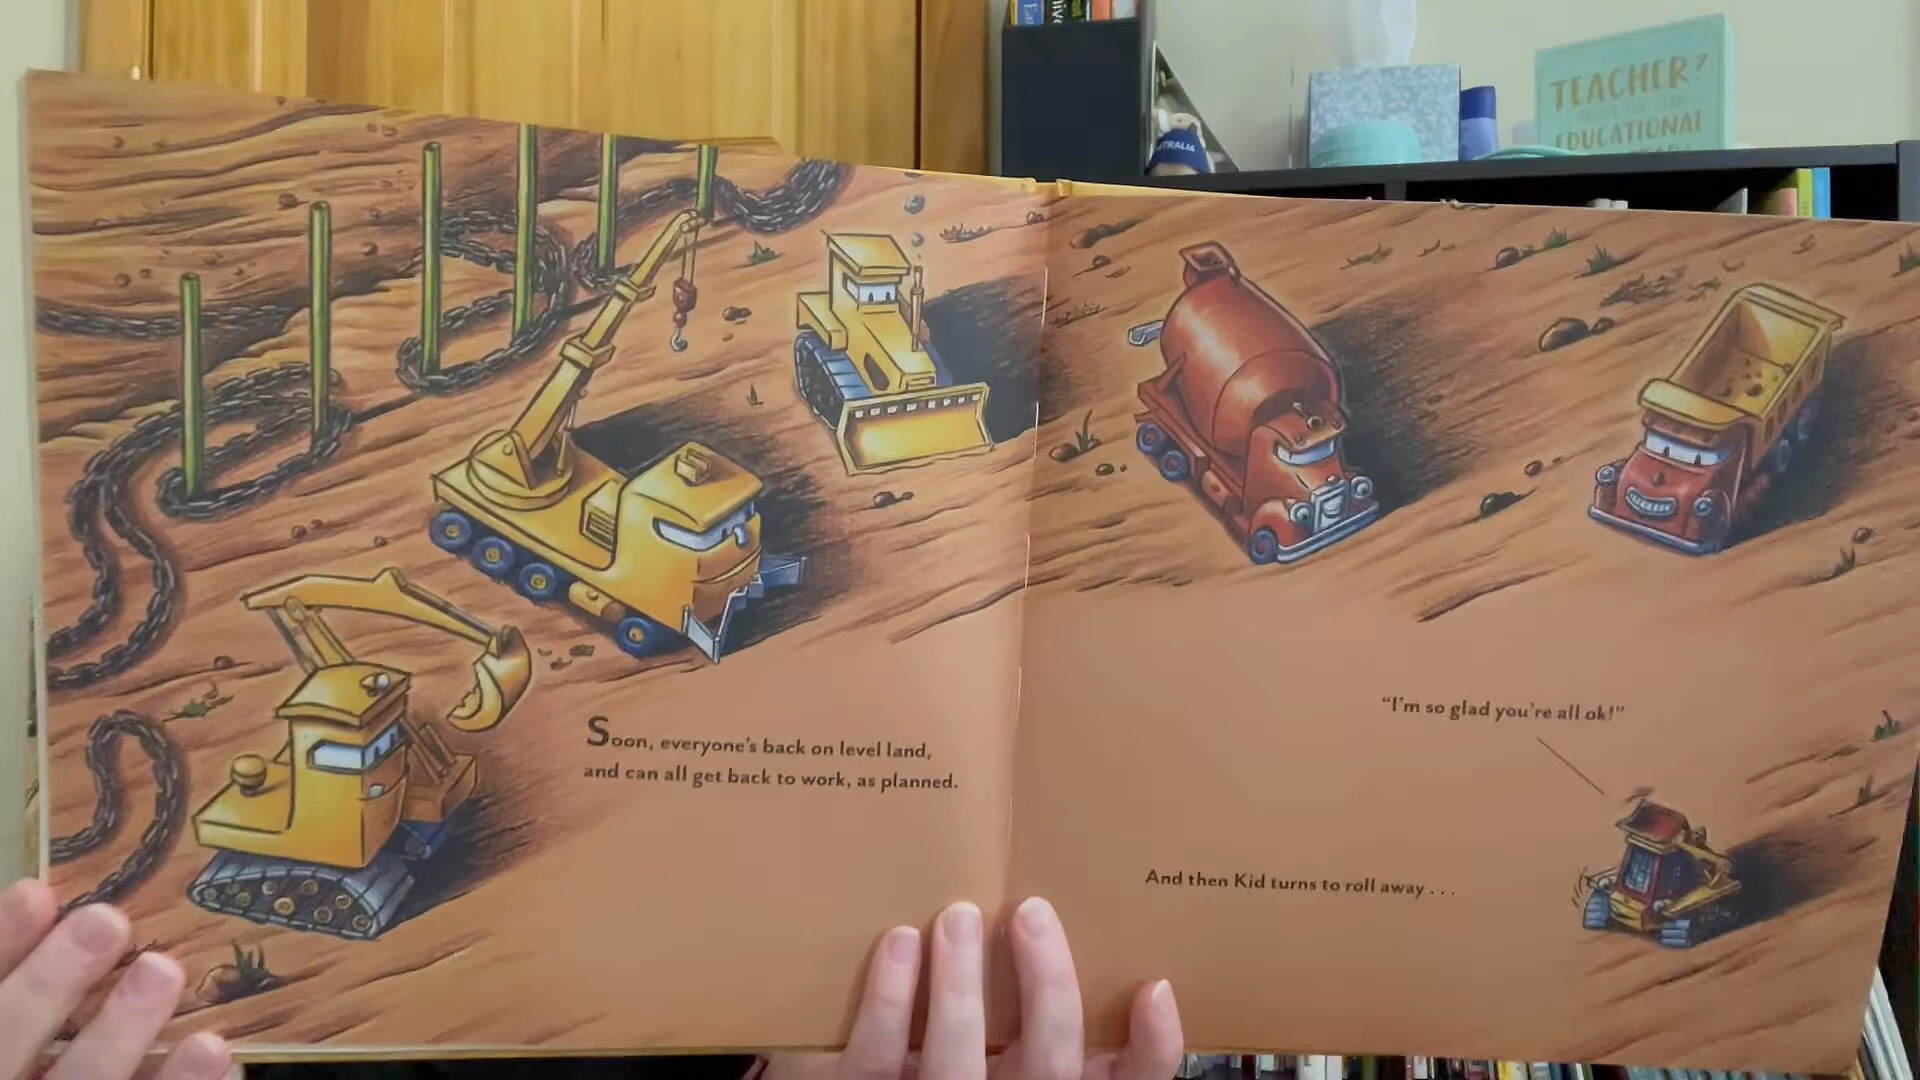 TEACHER?
EDUCATIONAL
Soon, everyone's back on level land,
and can all get back to work, as planned.
"I'm so glad you're all ok!"
And then Kid turns to roll away . . .